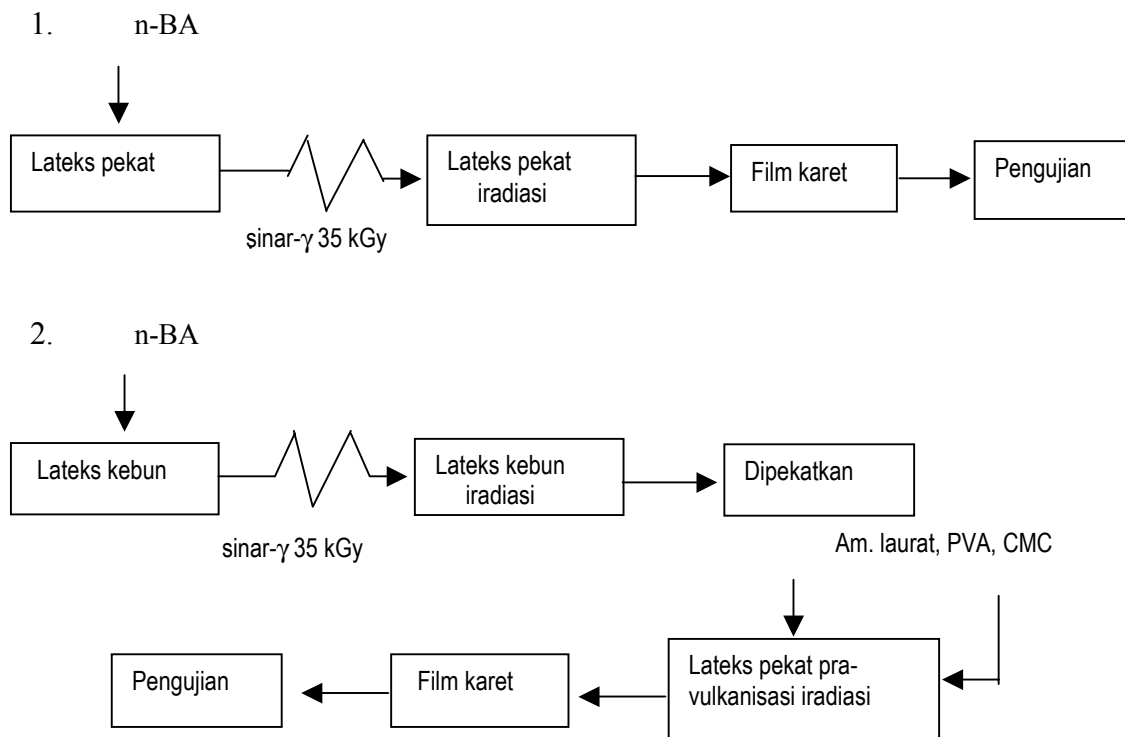 1. n-BA
Lateks pekat
sinar-γ 35 kGy
Lateks pekat
iradiasi
Film karet
Pengujian
2. n-BA
Lateks kebun
sinar-γ 35 kGy
Lateks kebun
iradiasi
Dipekatkan
Am. laurat, PVA, CMC
Lateks pekat pra-
vulkanisasi iradiasi
Film karet
Pengujian